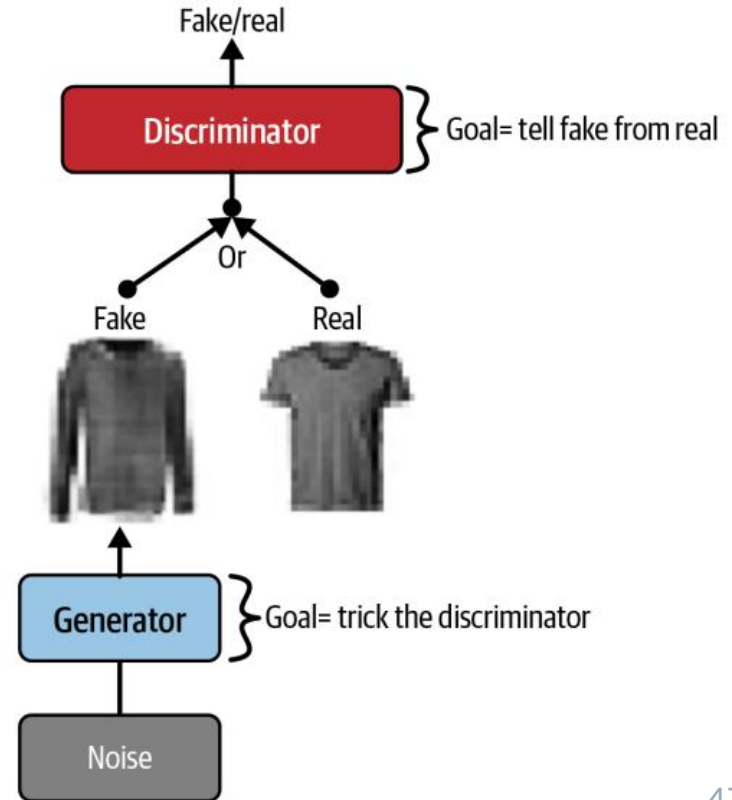 Fake/real
Discriminator
Goal= tell fake from real
Or
Fake
Real
Generator
Goal= trick the discriminator
Noise